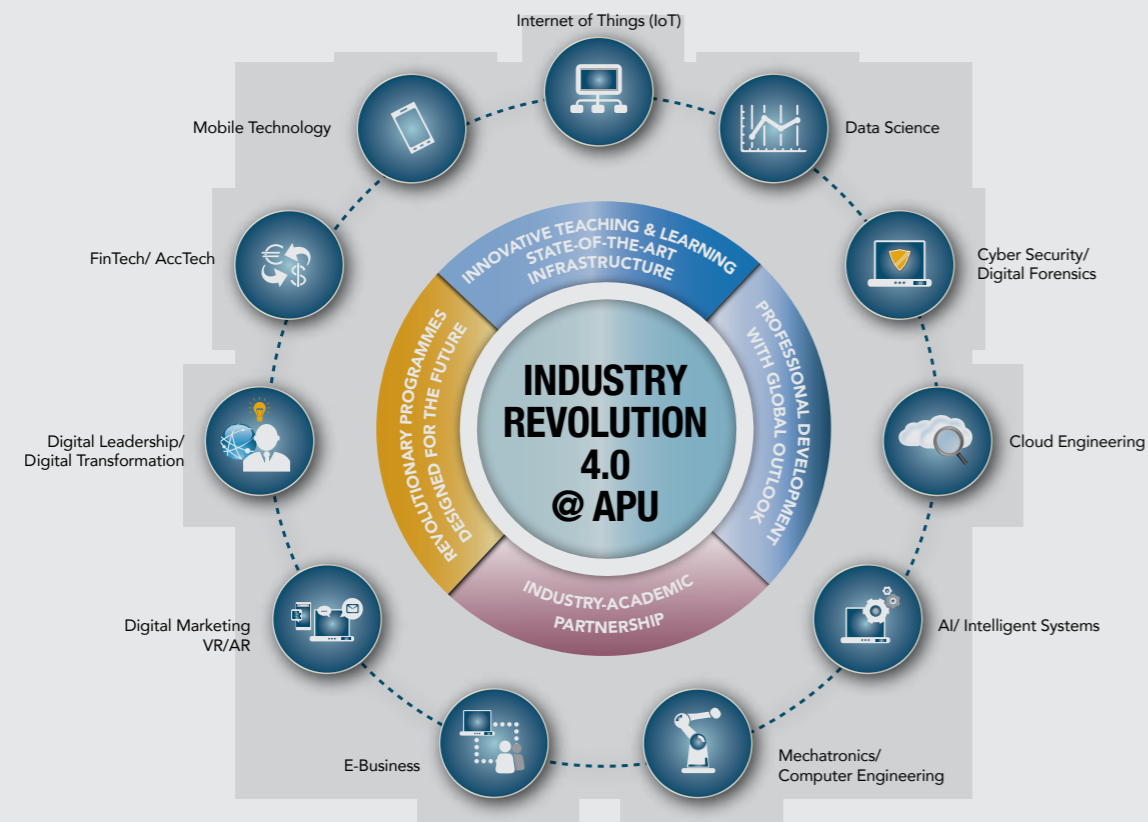 Internet of Things (IoT)
Mobile Technology
Data Science
FinTech/ AccTech
Cyber Security/
Digital Forensics
INNOVATIVE TEACHING & LEARNING
STATE-OF-THE-ART
INFRASTRUCTURE
REVOLUTIONARY PROGRAMMES
DESIGNED FOR THE FUTURE
PROFESSIONAL DEVELOPMENT
WITH GLOBAL OUTLOOK
INDUSTRY
REVOLUTION
4.0
@ APU
Digital Leadership/
Digital Transformation
Cloud Engineering
INDUSTRY-ACADEMIC
PARTNERSHIP
Digital Marketing
VR/AR
AI/ Intelligent Systems
E-Business
Mechatronics/
Computer Engineering
€
$